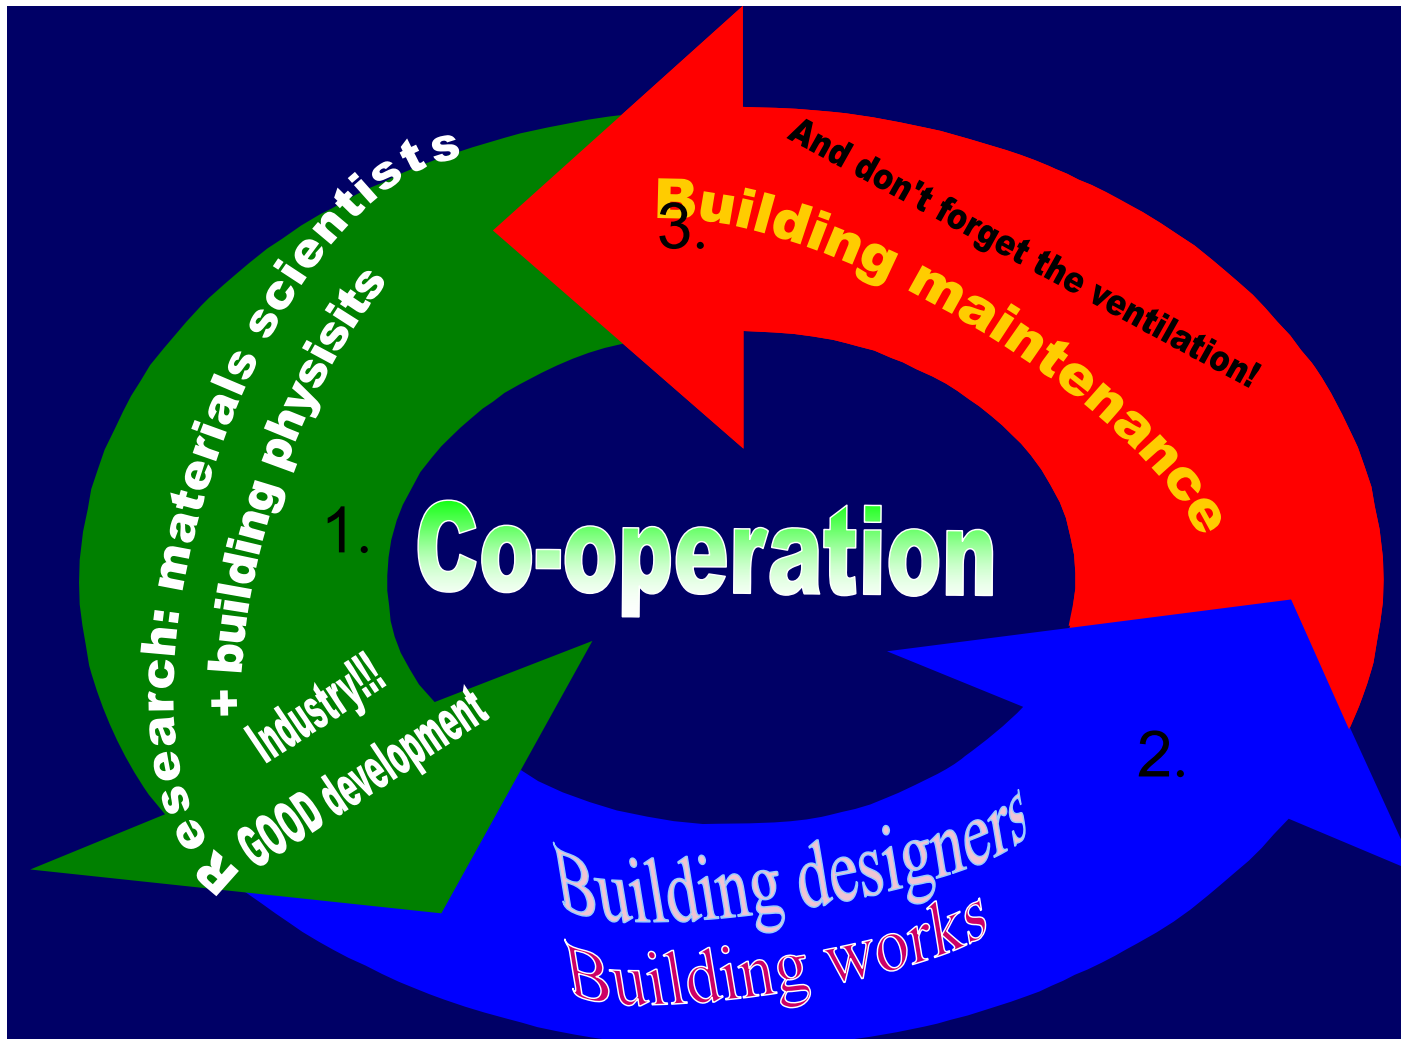 Research: materials scientists
+ building physisits
1.
Industry!!!
GOOD development
Building designers
Building works
2.
And don't forget the ventilation!
Building maintenance
3.
Co-operation